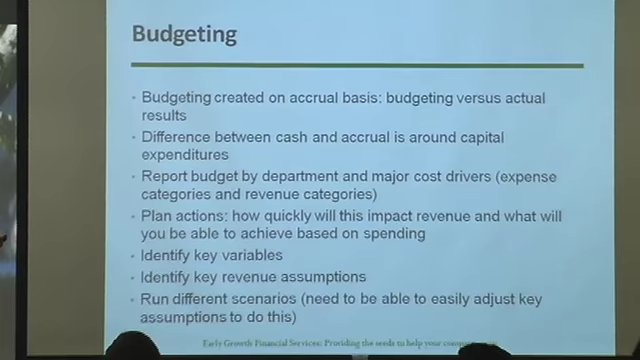 Budgeting
• Budgeting created on accrual basis: budgeting versus actual
results
• Difference between cash and accrual is around capital
expenditures
• Report budget by department and major cost drivers (expense
categories and revenue categories)
• Plan actions: how quickly will this impact revenue and what will
you be able to achieve based on spending
• Identify key variables
• Identify key revenue assumptions
• Run different scenarios (need to be able to easily adjust key
assumptions to do this)
Early Growth Financial Services: Providing the seeds to help your